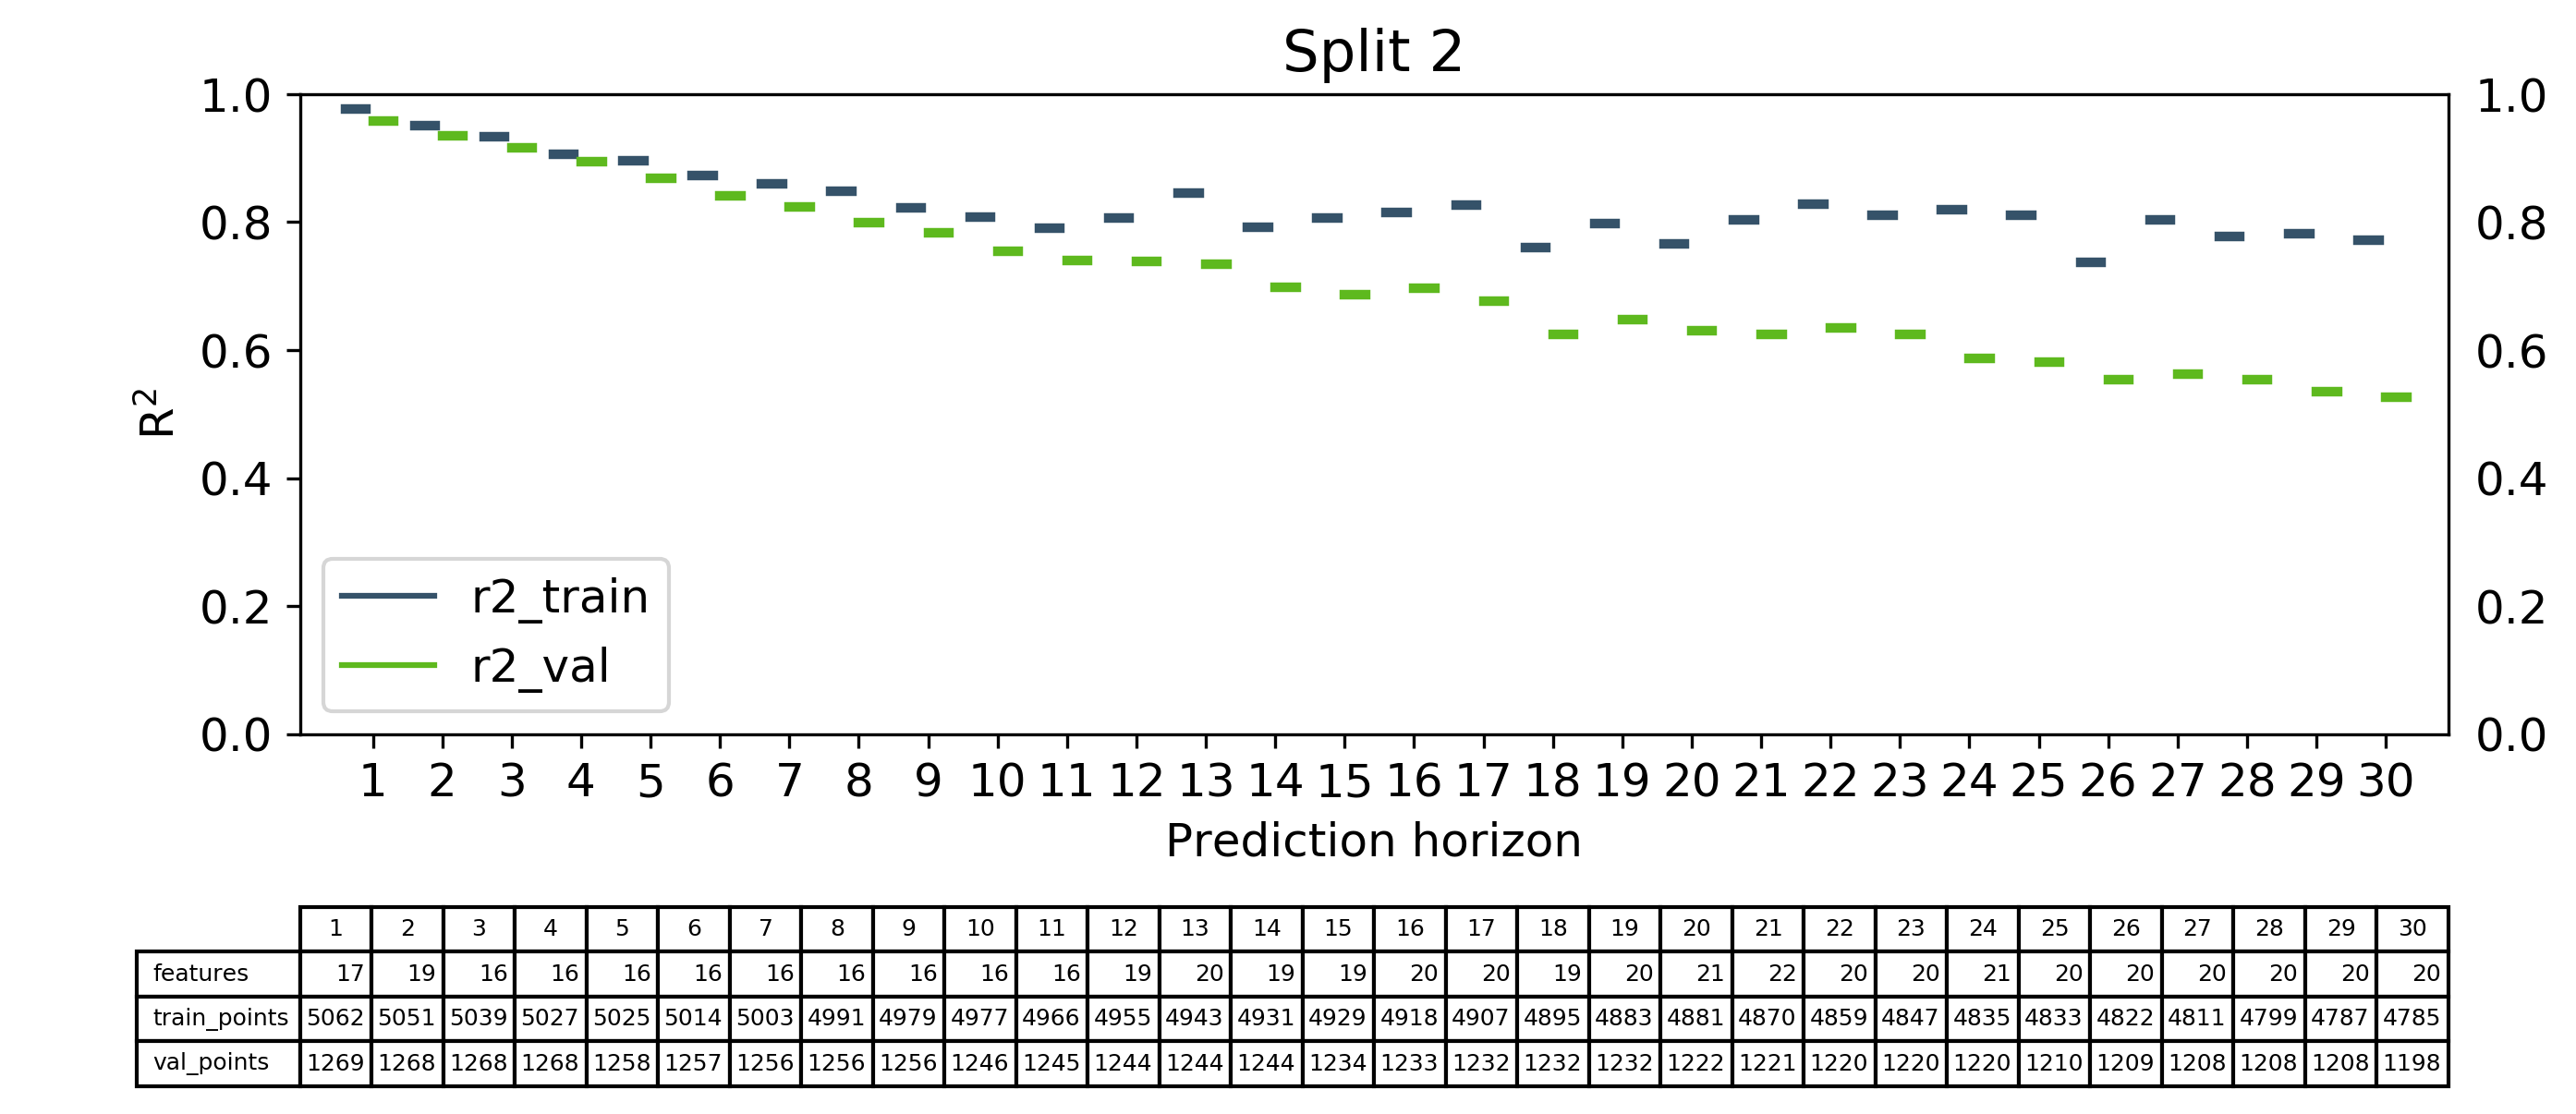 Split 2
1.0 1.0
0.8 0.8
0.6 0.6
0.4 0.4
0.2 0.2
0.0 0.0
R²
r2_train
r2_val
1 2 3 4 5 6 7 8 9 10 11 12 13 14 15 16 17 18 19 20 21 22 23 24 25 26 27 28 29 30
Prediction horizon
1 2 3 4 5 6 7 8 9 10 11 12 13 14 15 16 17 18 19 20 21 22 23 24 25 26 27 28 29 30
features 17 19 16 16 16 16 16 16 16 16 16 19 20 19 19 20 20 19 20 21 22 20 20 21 20 20 20 20 20 20
train_points 5062 5051 5039 5027 5025 5014 5003 4991 4979 4977 4966 4955 4943 4931 4929 4918 4907 4895 4883 4881 4870 4859 4847 4835 4833 4822 4811 4799 4787 4785
val_points 1269 1268 1268 1268 1258 1257 1256 1256 1256 1246 1245 1244 1244 1244 1234 1233 1232 1232 1232 1222 1221 1220 1220 1220 1210 1209 1208 1208 1208 1198